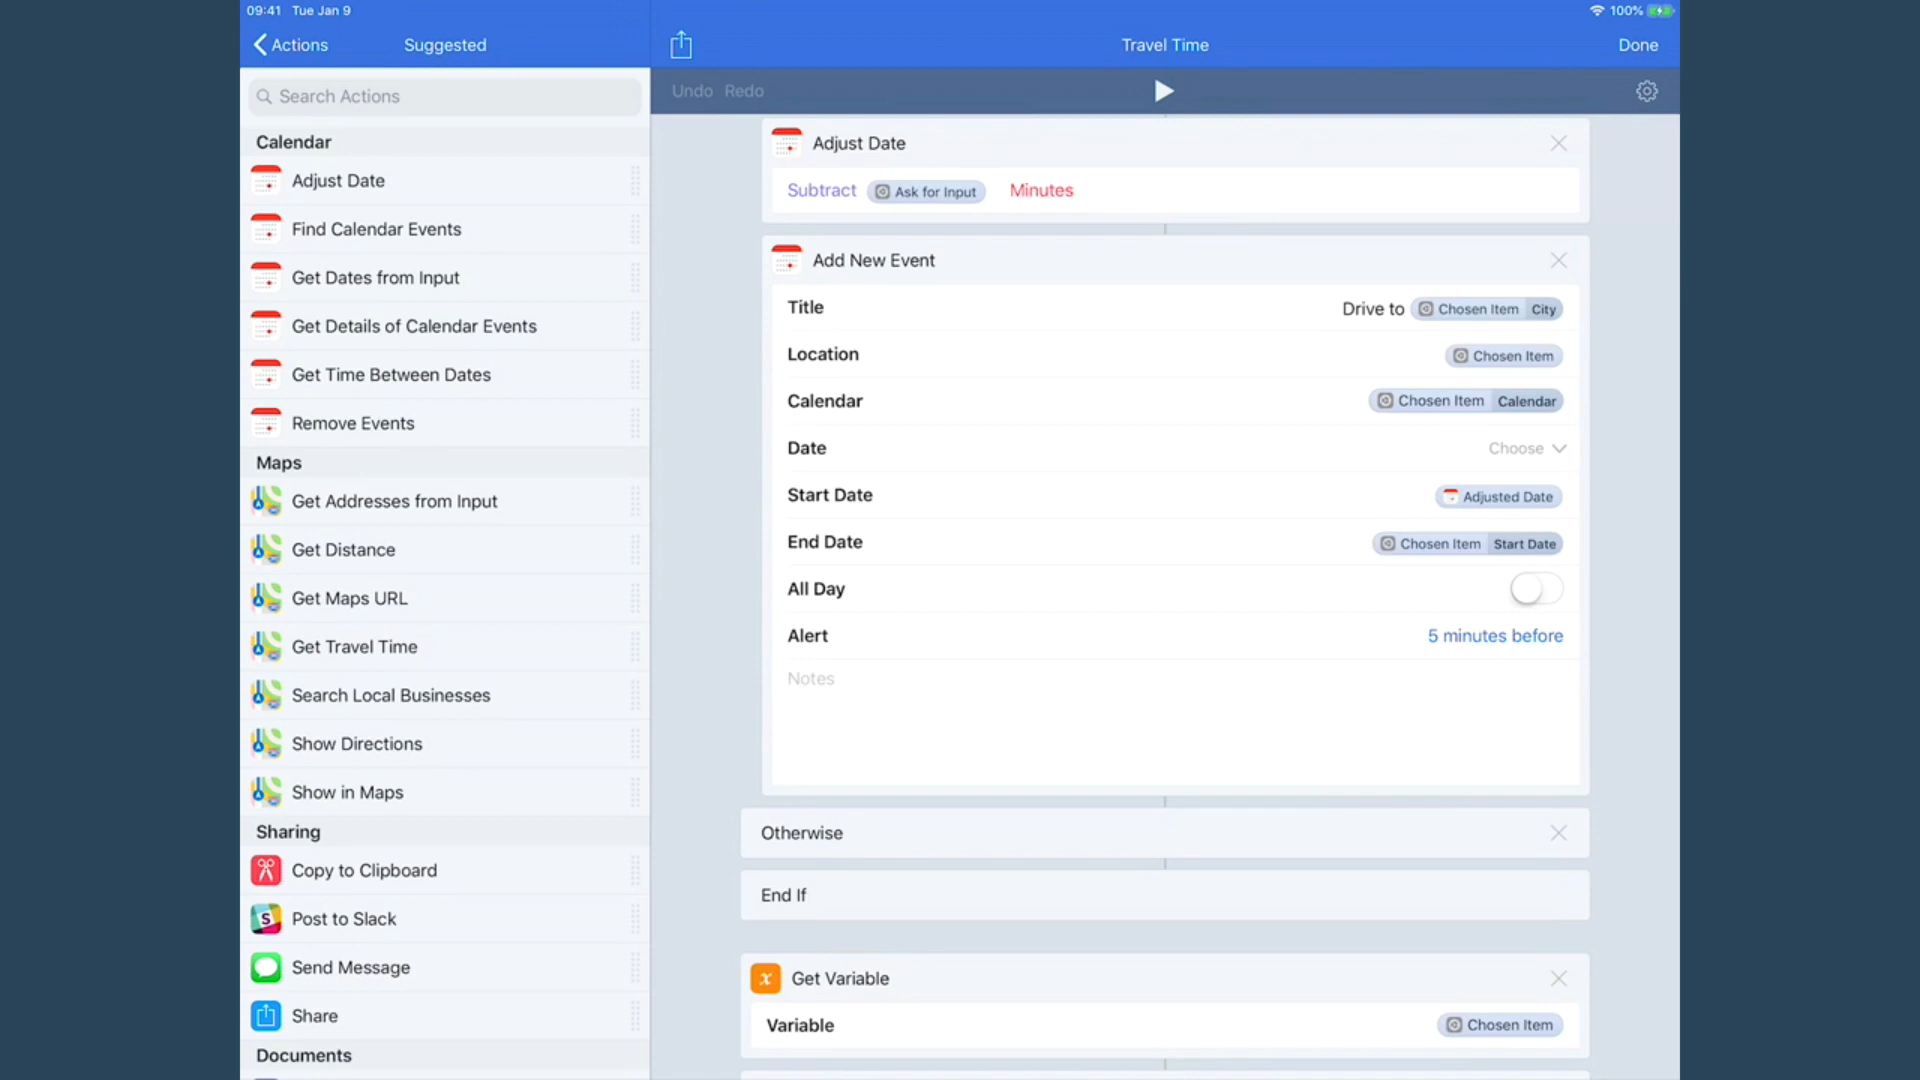 09:41 Tue Jan 9
100%
Actions
Suggested
Travel Time
Done
Search Actions
Undo Redo
Calendar
Adjust Date
Find Calendar Events
Get Dates from Input
Get Details of Calendar Events
Get Time Between Dates
Remove Events
Maps
Get Addresses from Input
Get Distance
Get Maps URL
Get Travel Time
Search Local Businesses
Show Directions
Show in Maps
Sharing
Copy to Clipboard
Post to Slack
Send Message
Share
Documents
Adjust Date
Subtract Ask for Input Minutes
Add New Event
Title Drive to Chosen Item City
Location Chosen Item
Calendar Chosen Item Calendar
Date Choose
Start Date Adjusted Date
End Date Chosen Item Start Date
All Day
Alert 5 minutes before
Notes
Otherwise
End If
x Get Variable
Variable Chosen Item